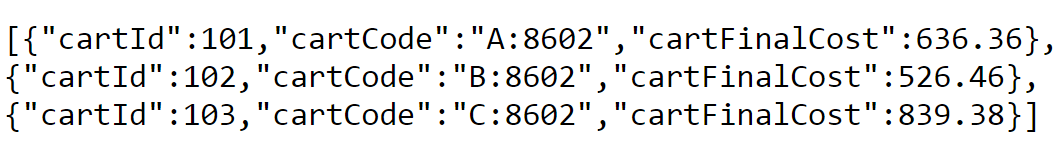 [{"cartId":101,"cartCode":"A:8602","cartFinalCost":636.36},
{"cartId":102,"cartCode":"B:8602","cartFinalCost":526.46},
{"cartId":103,"cartCode":"C:8602","cartFinalCost":839.38}]